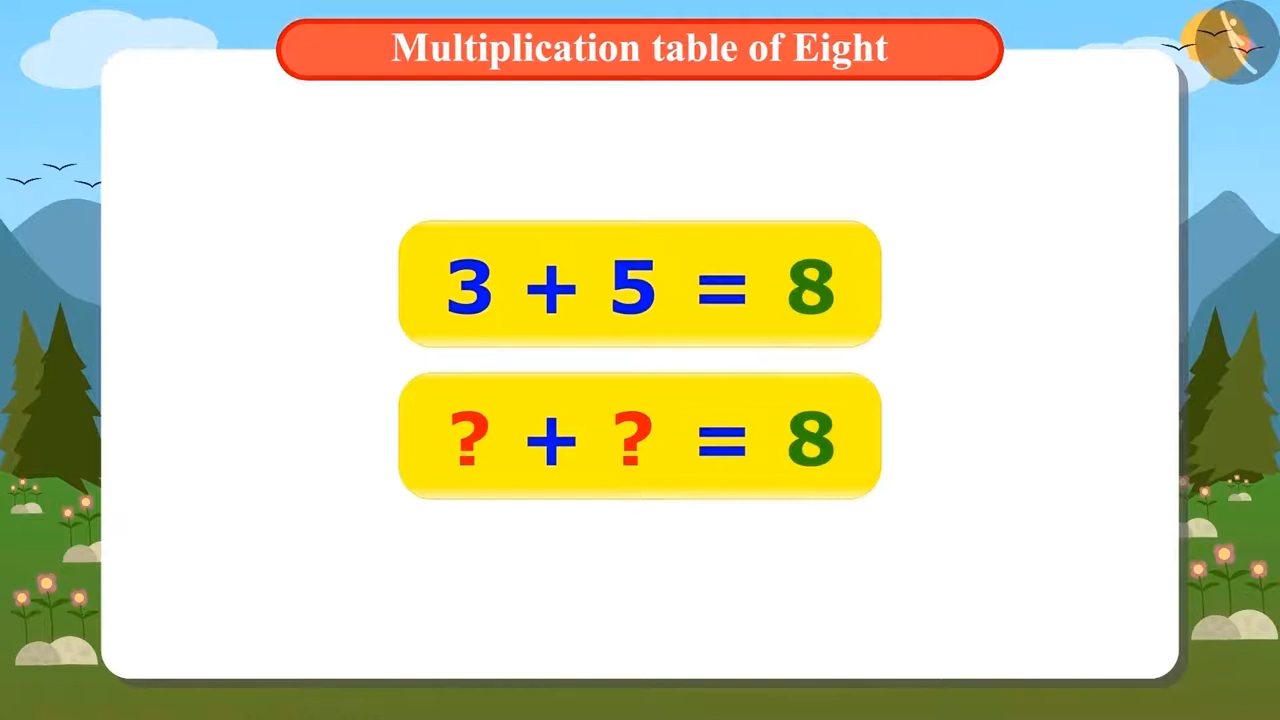 Multiplication table of Eight
3 + 5 = 8
? + ? = 8